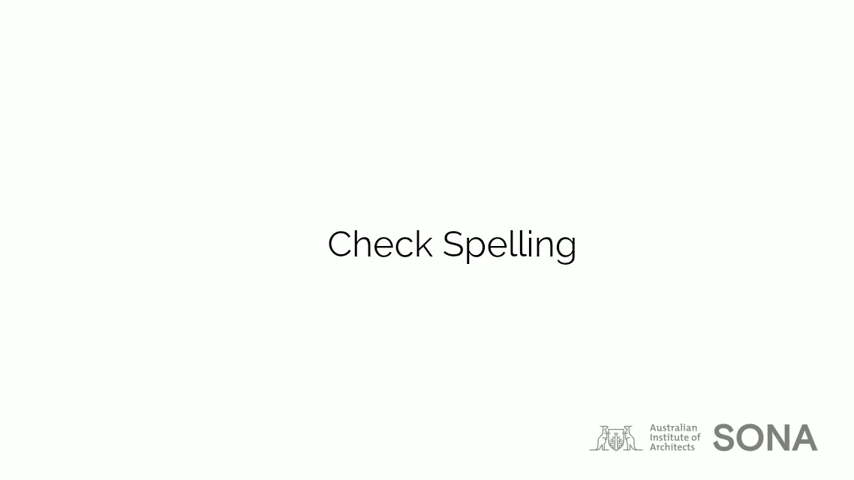 Check Spelling
Australian
Institute of
Architects
SONA